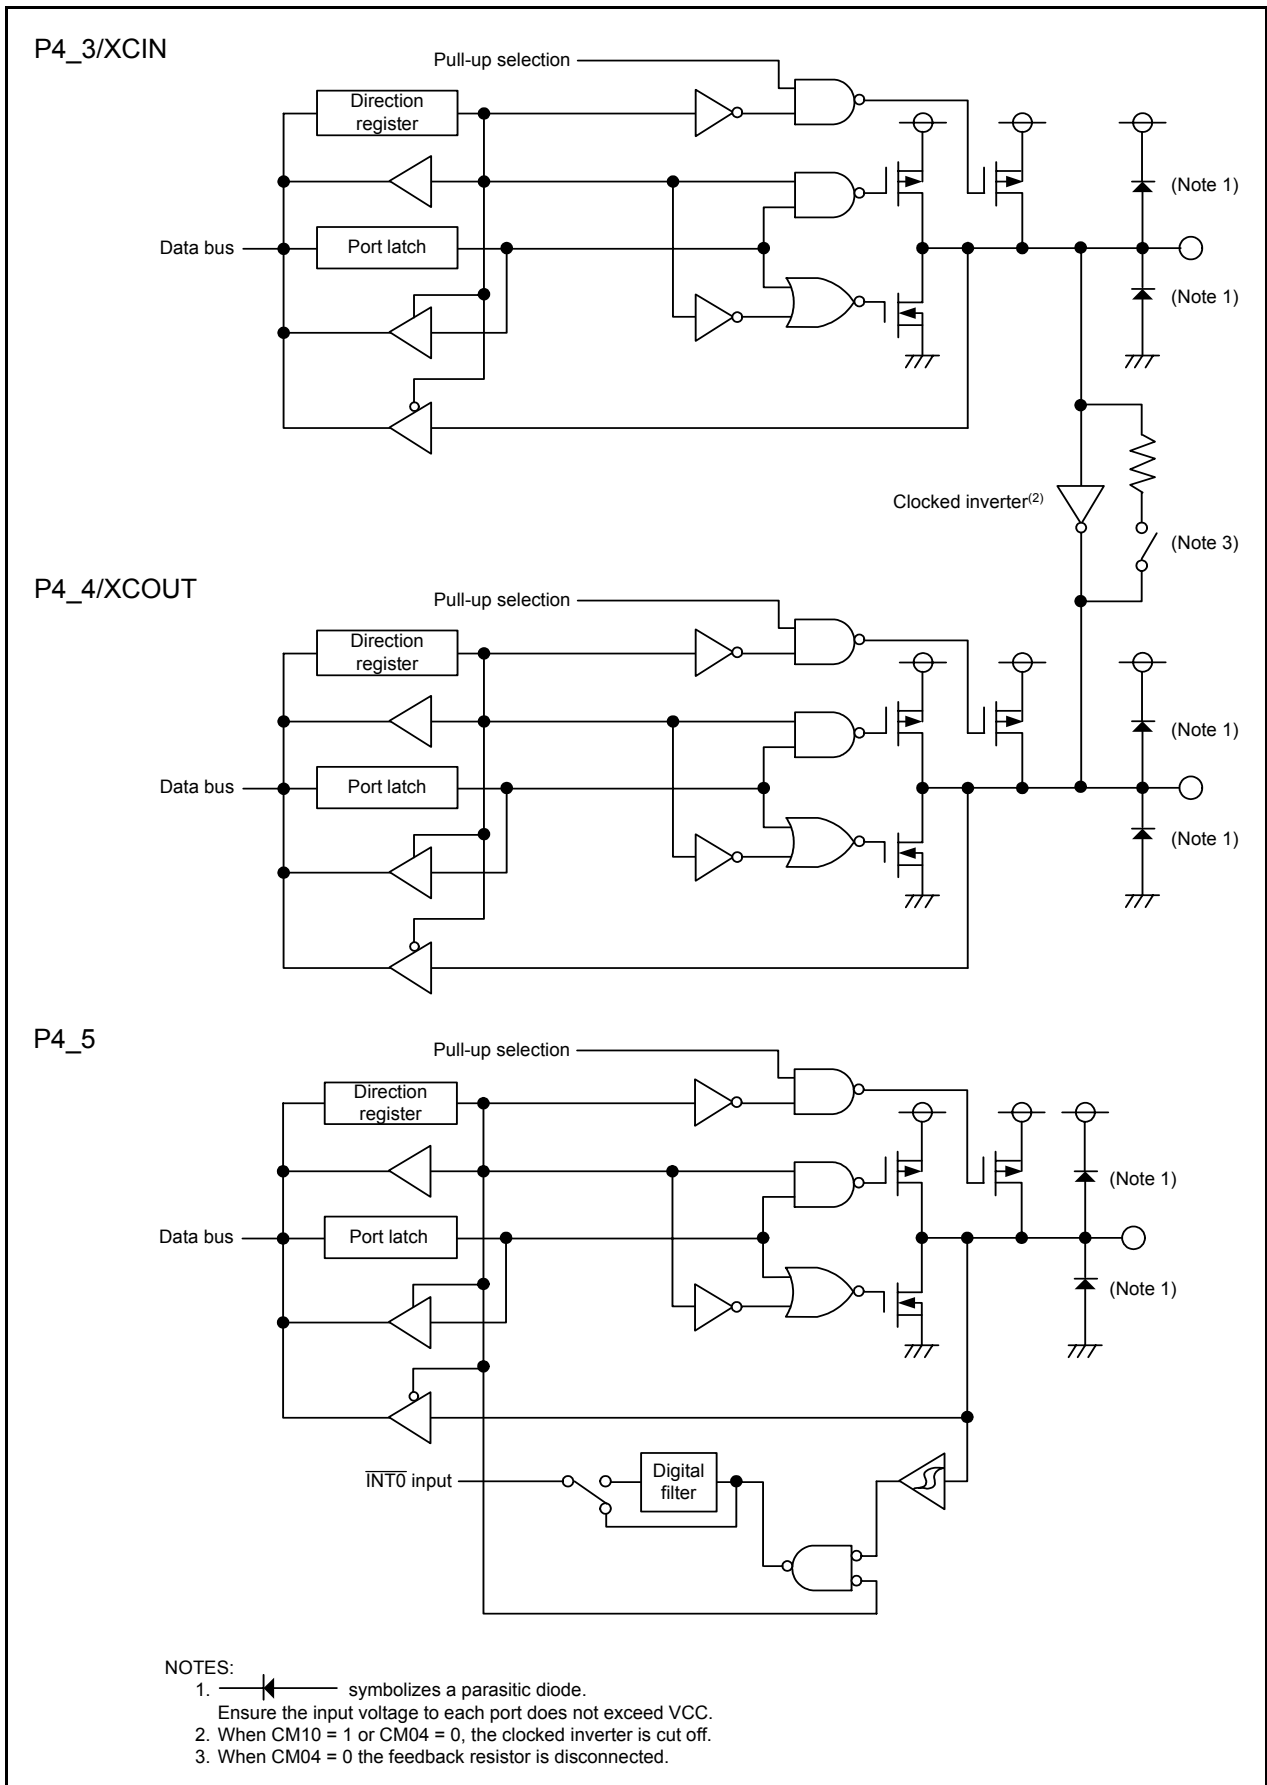 P4_3/XCIN
Pull-up selection
Direction
register
(Note 1)
Data bus
Port latch
(Note 1)
Clocked inverter(2)
(Note 3)
P4_4/XCOUT
Pull-up selection
Direction
register
(Note 1)
Data bus
Port latch
(Note 1)
P4_5
Pull-up selection
Direction
register
(Note 1)
Data bus
Port latch
(Note 1)
INT0 input
Digital
filter
NOTES:
1. symbolizes a parasitic diode.
Ensure the input voltage to each port does not exceed VCC.
2. When CM10 = 1 or CM04 = 0, the clocked inverter is cut off.
3. When CM04 = 0 the feedback resistor is disconnected.